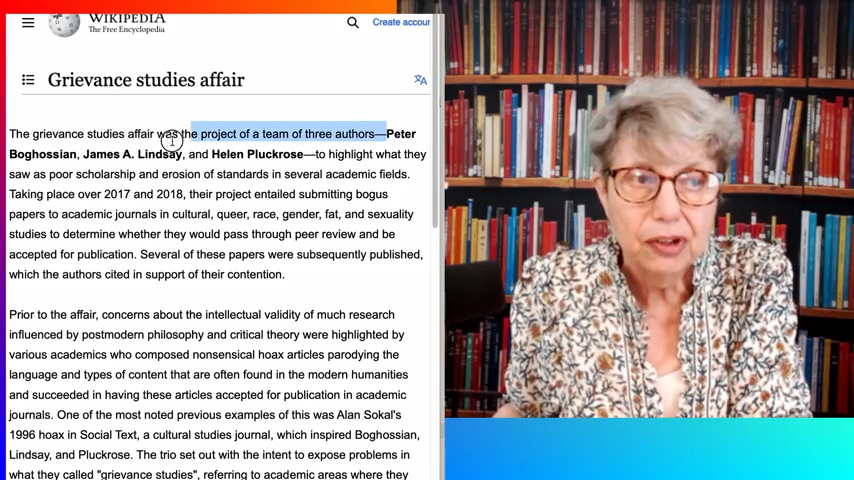 WIKIPEDIA
The Free Encyclopedia
Create accour
Grievance studies affair
The grievance studies affair was the project of a team of three authors—Peter
Boghossian, James A. Lindsay, and Helen Pluckrose—to highlight what they
saw as poor scholarship and erosion of standards in several academic fields.
Taking place over 2017 and 2018, their project entailed submitting bogus
papers to academic journals in cultural, queer, race, gender, fat, and sexuality
studies to determine whether they would pass through peer review and be
accepted for publication. Several of these papers were subsequently published,
which the authors cited in support of their contention.
Prior to the affair, concerns about the intellectual validity of much research
influenced by postmodern philosophy and critical theory were highlighted by
various academics who composed nonsensical hoax articles parodying the
language and types of content that are often found in the modern humanities
and succeeded in having these articles accepted for publication in academic
journals. One of the most noted previous examples of this was Alan Sokal's
1996 hoax in Social Text, a cultural studies journal, which inspired Boghossian,
Lindsay, and Pluckrose. The trio set out with the intent to expose problems in
what they called "grievance studies", referring to academic areas where they